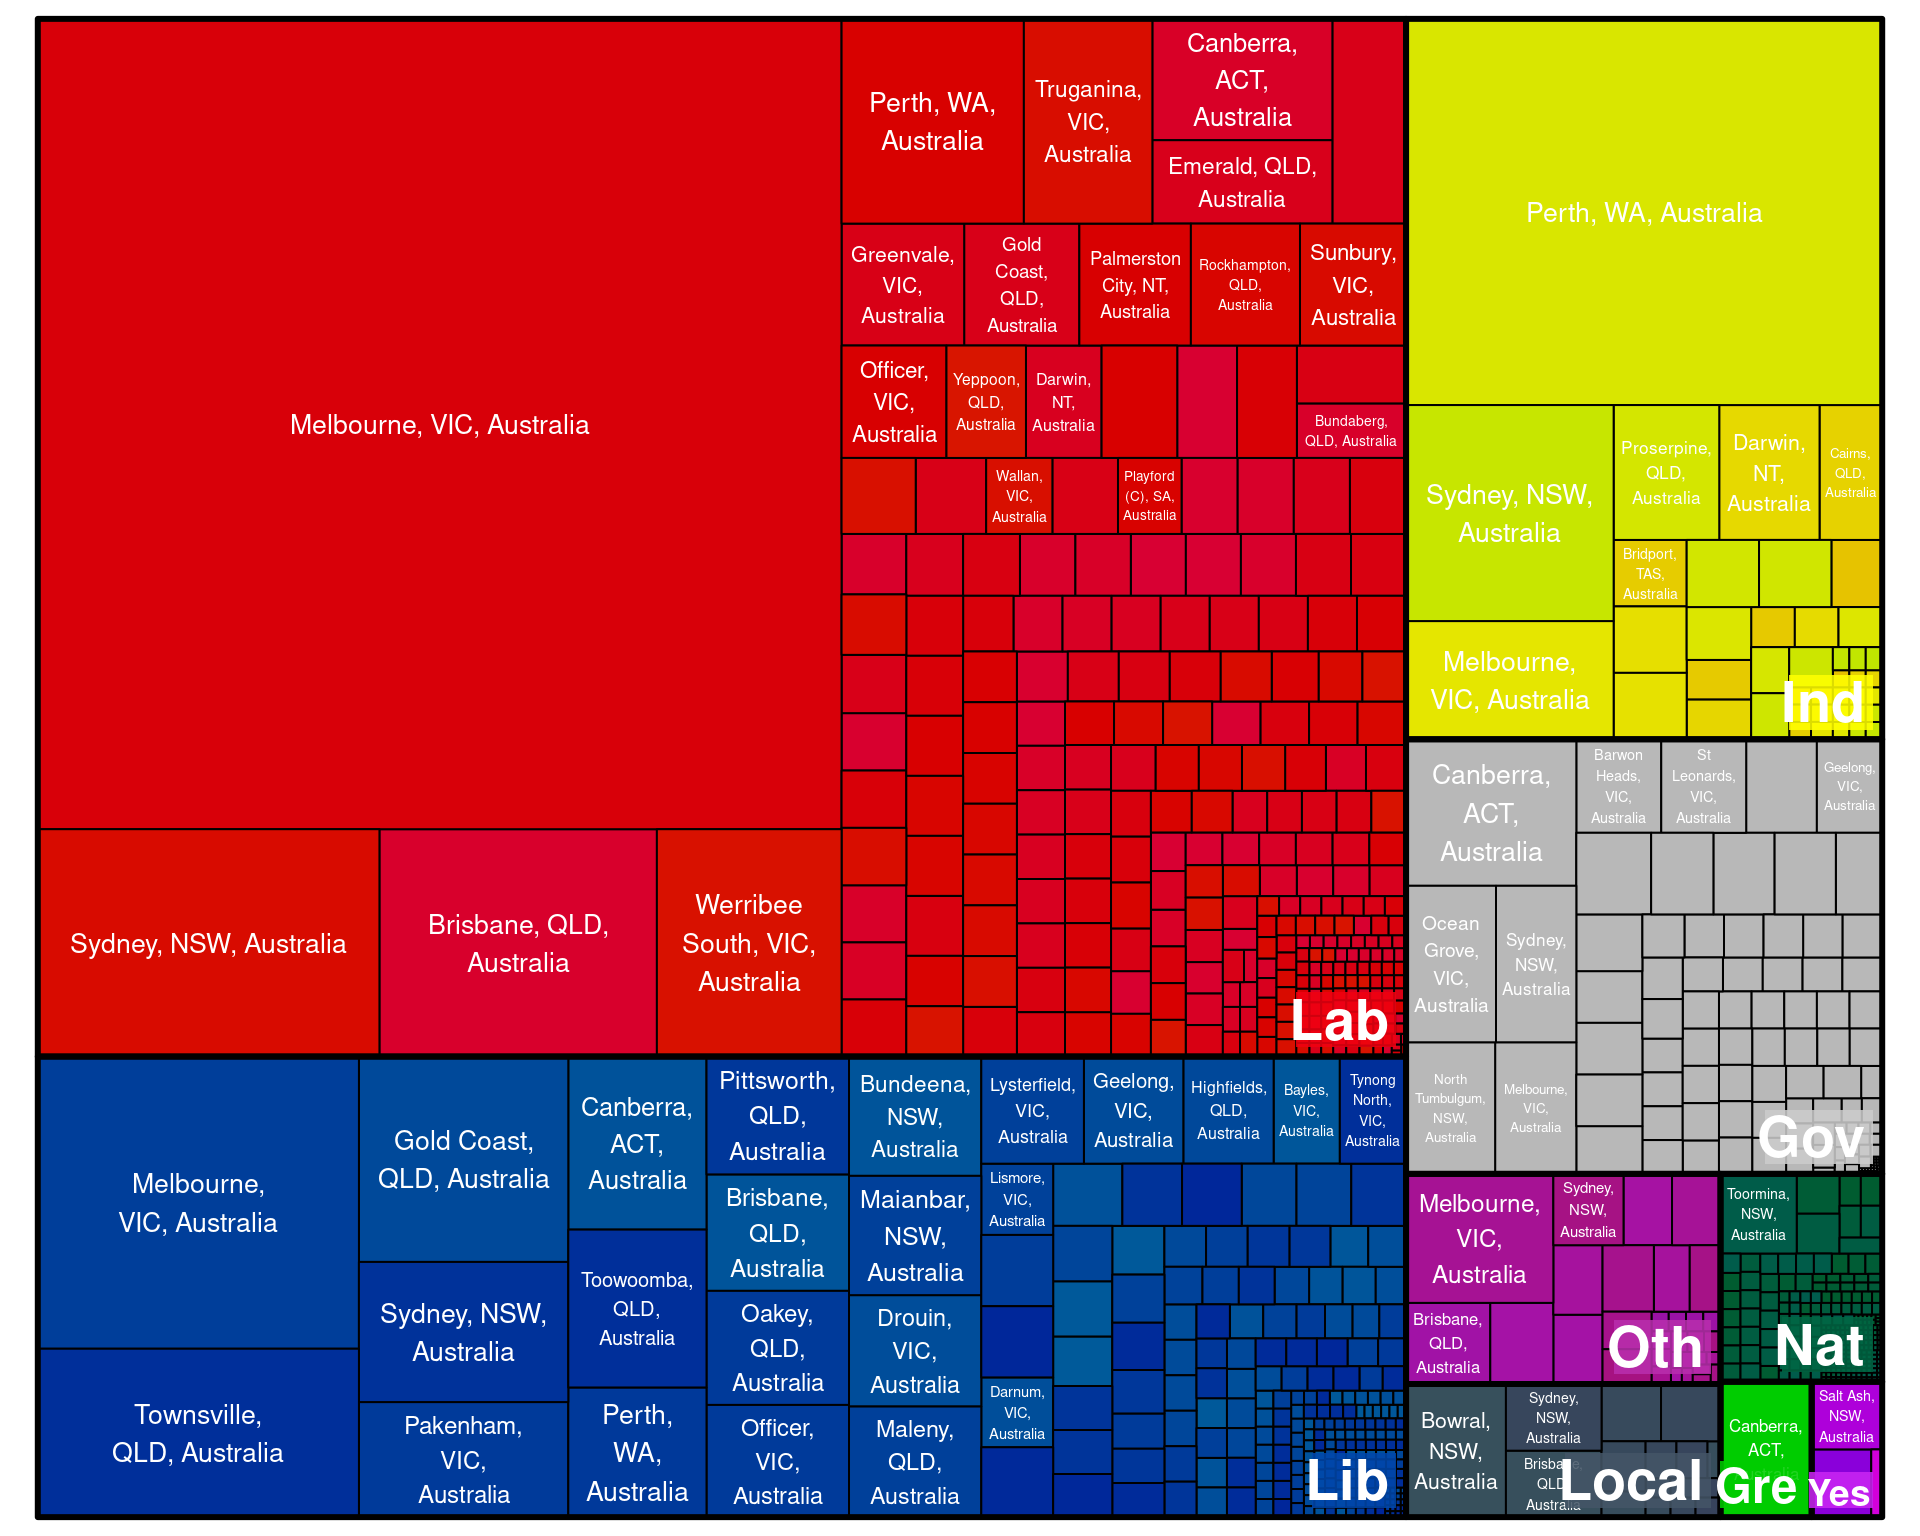 Melbourne, VIC, Australia
Sydney, NSW, Australia
Brisbane, QLD,
Australia
Werribee
South, VIC,
Australia
Perth, WA,
Australia
Truganina,
VIC,
Australia
Canberra,
ACT,
Australia
Emerald, QLD,
Australia
Greenvale,
VIC,
Australia
Gold
Coast,
QLD,
Australia
Palmerston
City, NT,
Australia
Rockhampton,
QLD,
Australia
Sunbury,
VIC,
Australia
Officer,
VIC,
Australia
Yeppoon,
QLD,
Australia
Darwin,
NT,
Australia
Bundaberg,
QLD, Australia
Wallan,
VIC,
Australia
Playford
(C), SA,
Australia
Lab
Perth, WA, Australia
Sydney, NSW,
Australia
Melbourne,
VIC, Australia
Proserpine,
QLD,
Australia
Darwin,
NT,
Australia
Cairns,
QLD,
Australia
Bridport,
TAS,
Australia
Ind
Canberra,
ACT,
Australia
Barwon
Heads,
VIC,
Australia
St
Leonards,
VIC,
Australia
Geelong,
VIC,
Australia
Ocean
Grove,
VIC,
Australia
Sydney,
NSW,
Australia
North
Tumbulgum,
NSW,
Australia
Melbourne,
VIC,
Australia
Gov
Melbourne,
VIC, Australia
Townsville,
QLD, Australia
Gold Coast,
QLD, Australia
Sydney, NSW,
Australia
Pakenham,
VIC,
Australia
Canberra,
ACT,
Australia
Toowoomba,
QLD,
Australia
Perth,
WA,
Australia
Pittsworth,
QLD,
Australia
Brisbane,
QLD,
Australia
Oakey,
QLD,
Australia
Officer,
VIC,
Australia
Bundeena,
NSW,
Australia
Maianbar,
NSW,
Australia
Drouin,
VIC,
Australia
Maleny,
QLD,
Australia
Lysterfield,
VIC,
Australia
Geelong,
VIC,
Australia
Highfields,
QLD,
Australia
Bayles,
VIC,
Australia
Tynong
North,
VIC,
Australia
Lismore,
VIC,
Australia
Darnum,
VIC,
Australia
Lib
Melbourne,
VIC,
Australia
Sydney,
NSW,
Australia
Brisbane,
QLD,
Australia
Oth
Toormina,
NSW,
Australia
Nat
Bowral,
NSW,
Australia
Sydney,
NSW,
Australia
Brisbane,
QLD,
Australia
Local
Canberra,
ACT,
Australia
Gre
Salt Ash,
NSW,
Australia
Yes